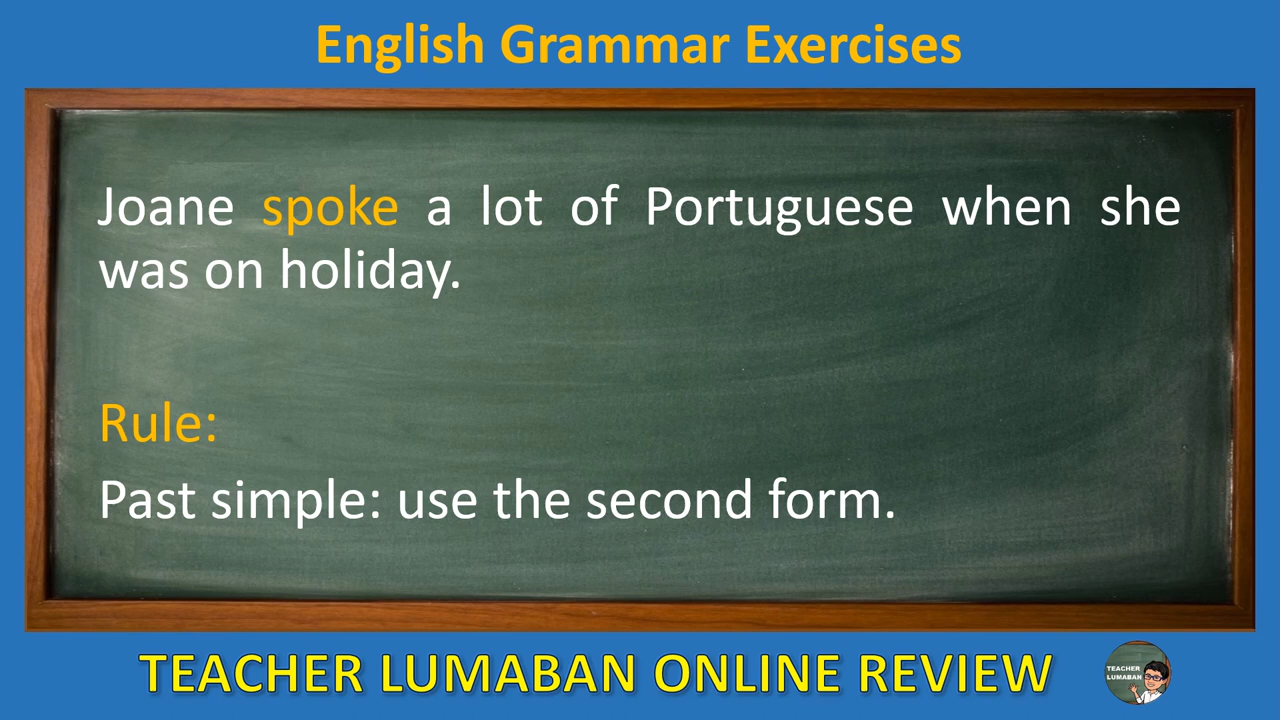 English Grammar Exercises
Joane spoke a lot of Portuguese when she
was on holiday.
Rule:
Past simple: use the second form.
TEACHER LUMABAN ONLINE REVIEW
TEACHER
LUMABAN